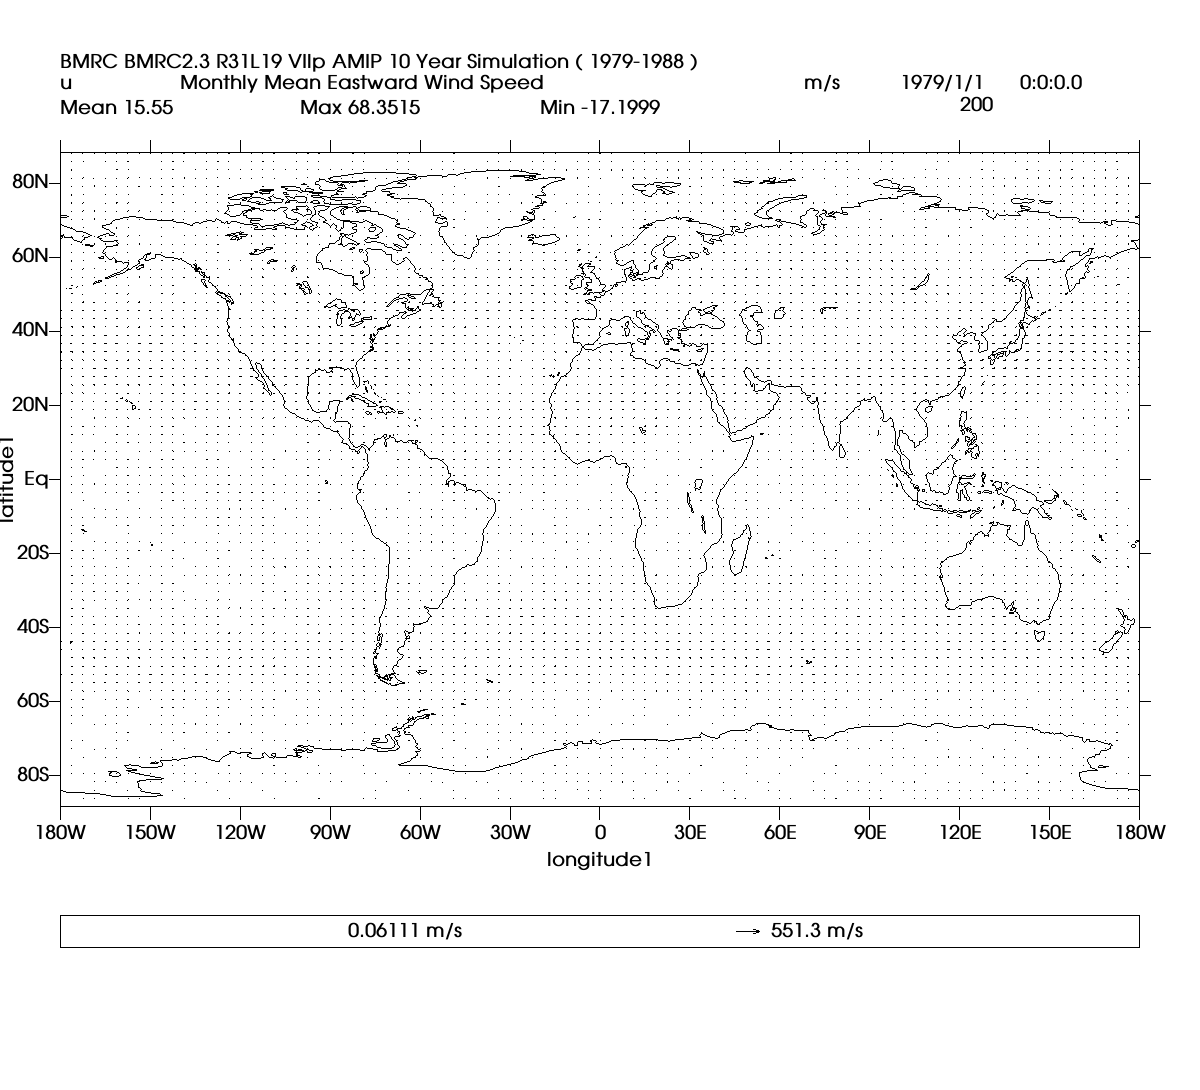 BMRC BMRC2.3 R31L19 VIIp AMIP 10 Year Simulation ( 1979-1988 )
u Monthly Mean Eastward Wind Speed m/s 1979/1/1 0:0:0.0
Mean 15.55 Max 68.3515 Min -17.1999 200
80N
60N
40N
20N
Eq
20S
40S
60S
80S
latitude1
180W 150W 120W 90W 60W 30W 0 30E 60E 90E 120E 150E 180W
longitude1
0.06111 m/s 551.3 m/s